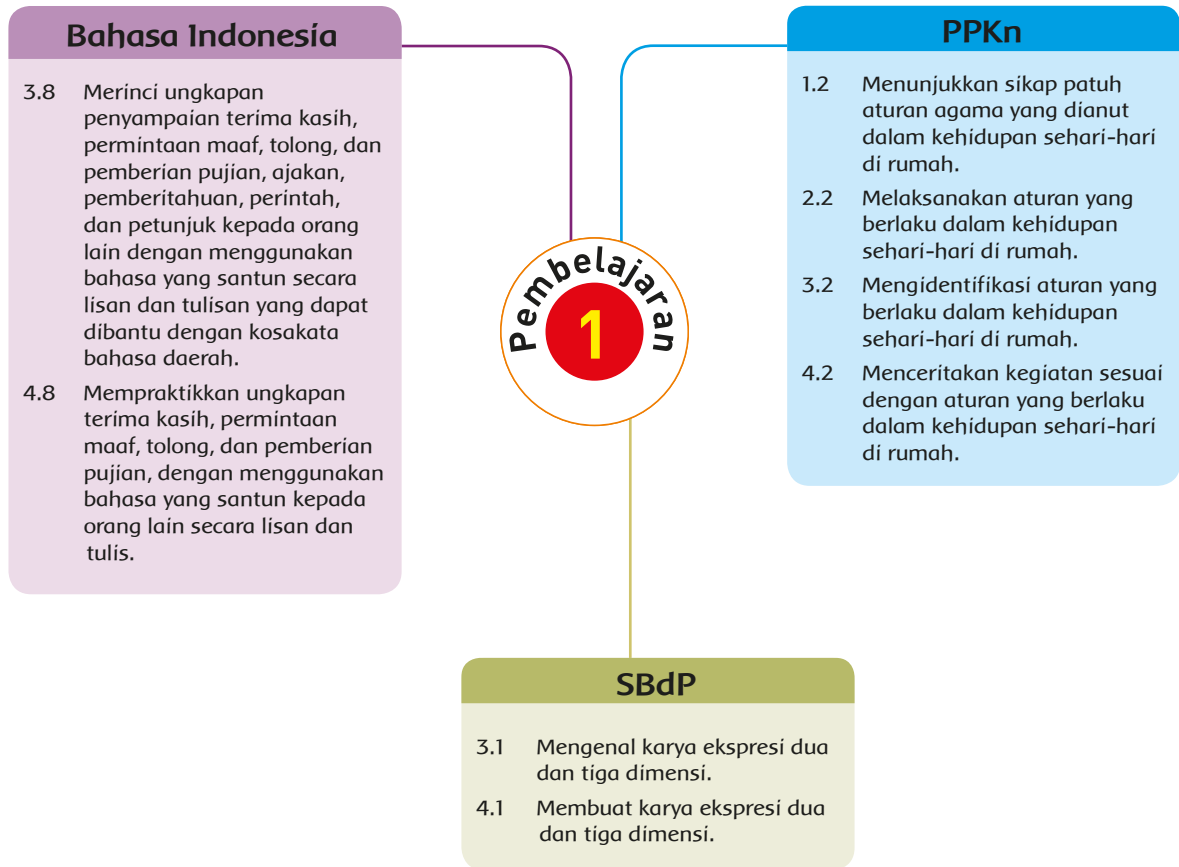 Bahasa Indonesia
3.8 Merinci ungkapan
penyampaian terima kasih,
permintaan maaf, tolong, dan
pemberian pujian, ajakan,
pemberitahuan, perintah,
dan petunjuk kepada orang
lain dengan menggunakan
bahasa yang santun secara
lisan dan tulisan yang dapat
dibantu dengan kosakata
bahasa daerah.
4.8 Mempraktikkan ungkapan
terima kasih, permintaan
maaf, tolong, dan pemberian
pujian, dengan menggunakan
bahasa yang santun kepada
orang lain secara lisan dan
tulis.
PPKn
1.2 Menunjukkan sikap patuh
aturan agama yang dianut
dalam kehidupan sehari-hari
di rumah.
2.2 Melaksanakan aturan yang
berlaku dalam kehidupan
sehari-hari di rumah.
3.2 Mengidentifikasi aturan yang
berlaku dalam kehidupan
sehari-hari di rumah.
4.2 Menceritakan kegiatan sesuai
dengan aturan yang berlaku
dalam kehidupan sehari-hari
di rumah.
Pembelajaran
1
SBdP
3.1 Mengenal karya ekspresi dua
dan tiga dimensi.
4.1 Membuat karya ekspresi dua
dan tiga dimensi.